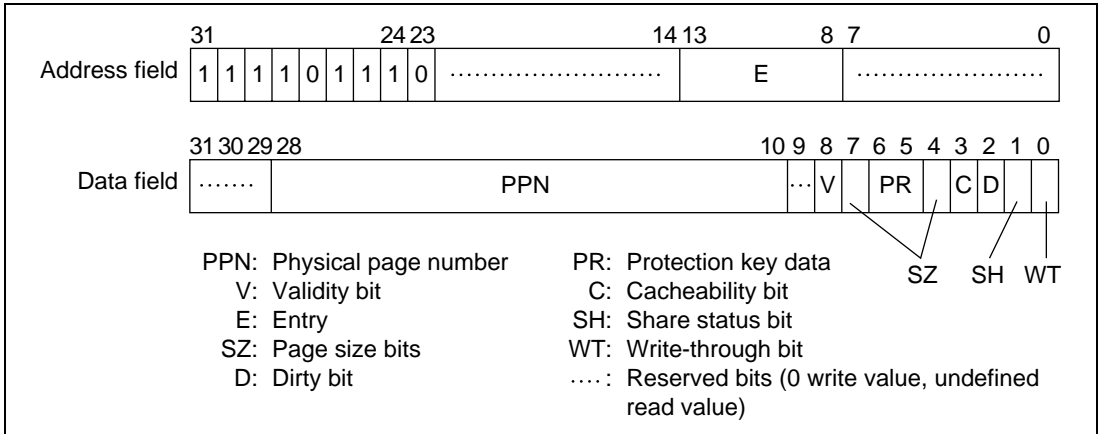 31 24 23 14 13 8 7 0
Address field 1 1 1 1 0 1 1 1 0 ........................ E ........................
31 30 29 28 10 9 8 7 6 5 4 3 2 1 0
Data field ....... PPN ... V PR C D
SZ SH WT
PPN: Physical page number PR: Protection key data
V: Validity bit C: Cacheability bit
E: Entry SH: Share status bit
SZ: Page size bits WT: Write-through bit
D: Dirty bit ....: Reserved bits (0 write value, undefined
read value)